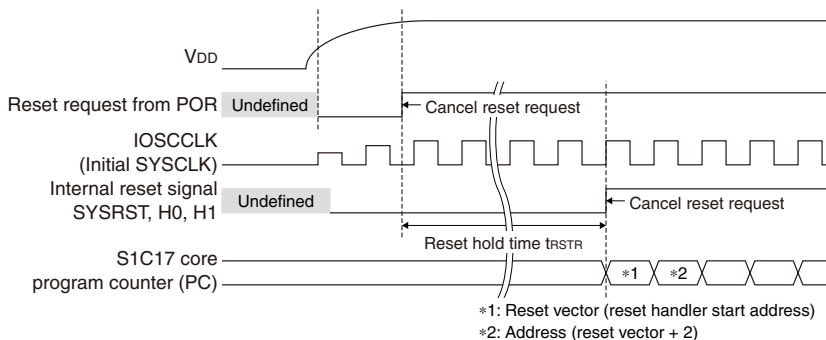 VDD
Reset request from POR
Undefined
Cancel reset request
IOSCCLK
(Initial SYSCLK)
Internal reset signal
SYSRST, H0, H1
Undefined
Cancel reset request
Reset hold time tRSTR
S1C17 core
program counter (PC)
*1
*2
*1: Reset vector (reset handler start address)
*2: Address (reset vector + 2)